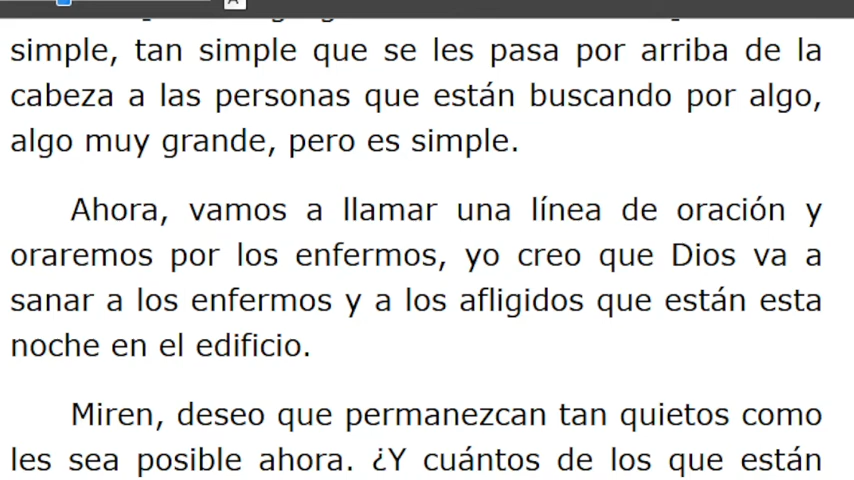 simple, tan simple que se les pasa por arriba de la
cabeza a las personas que están buscando por algo,
algo muy grande, pero es simple.
Ahora, vamos a llamar una línea de oración y
oraremos por los enfermos, yo creo que Dios va a
sanar a los enfermos y a los afligidos que están esta
noche en el edificio.
Miren, deseo que permanezcan tan quietos como
les sea posible ahora. ¿Y cuántos de los que están